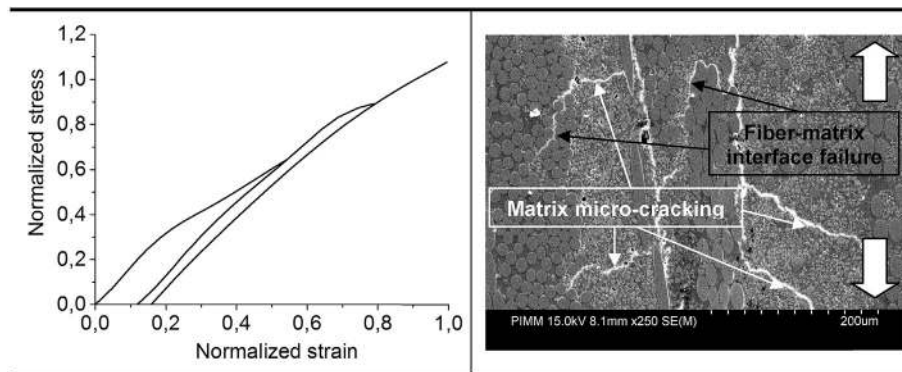 1,2
1,0
0,8
0,6
0,4
0,2
0,0
0,0 0,2 0,4 0,6 0,8 1,0
Normalized stress
Normalized strain
Fiber-matrix
interface failure
Matrix micro-cracking
PIMM 15.0kV 8.1mm x250 SE(M) 200um